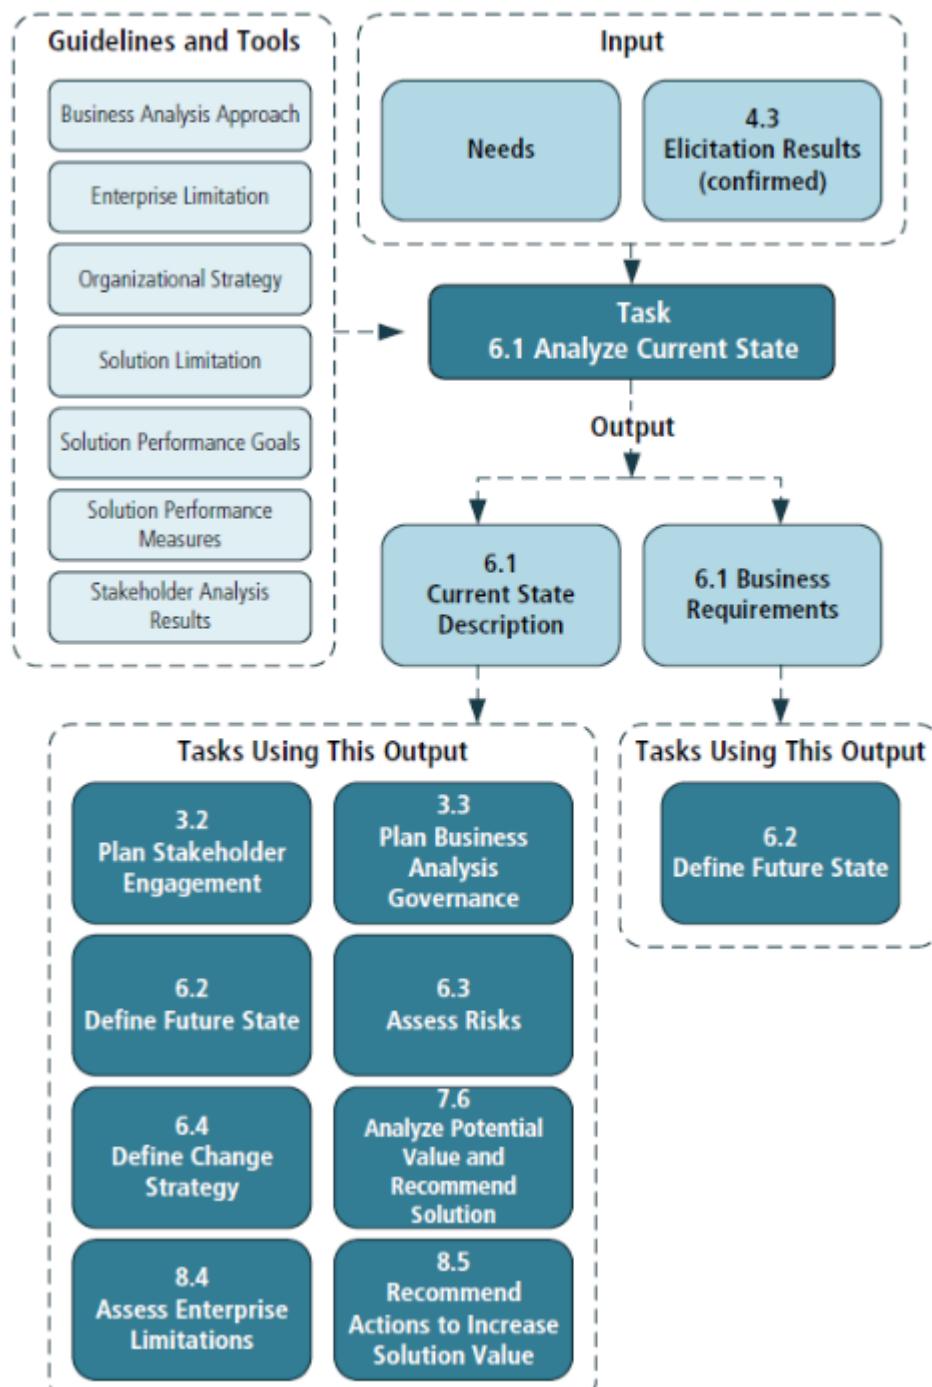 Guidelines and Tools
Business Analysis Approach
Enterprise Limitation
Organizational Strategy
Solution Limitation
Solution Performance Goals
Solution Performance
Measures
Stakeholder Analysis
Results
Input
Needs
4.3
Elicitation Results
(confirmed)
Task
6.1 Analyze Current State
Output
6.1
Current State
Description
6.1 Business
Requirements
Tasks Using This Output
3.2
Plan Stakeholder
Engagement
3.3
Plan Business
Analysis
Governance
6.2
Define Future State
6.3
Assess Risks
6.4
Define Change
Strategy
7.6
Analyze Potential
Value and
Recommend
Solution
8.4
Assess Enterprise
Limitations
8.5
Recommend
Actions to Increase
Solution Value
Tasks Using This Output
6.2
Define Future State